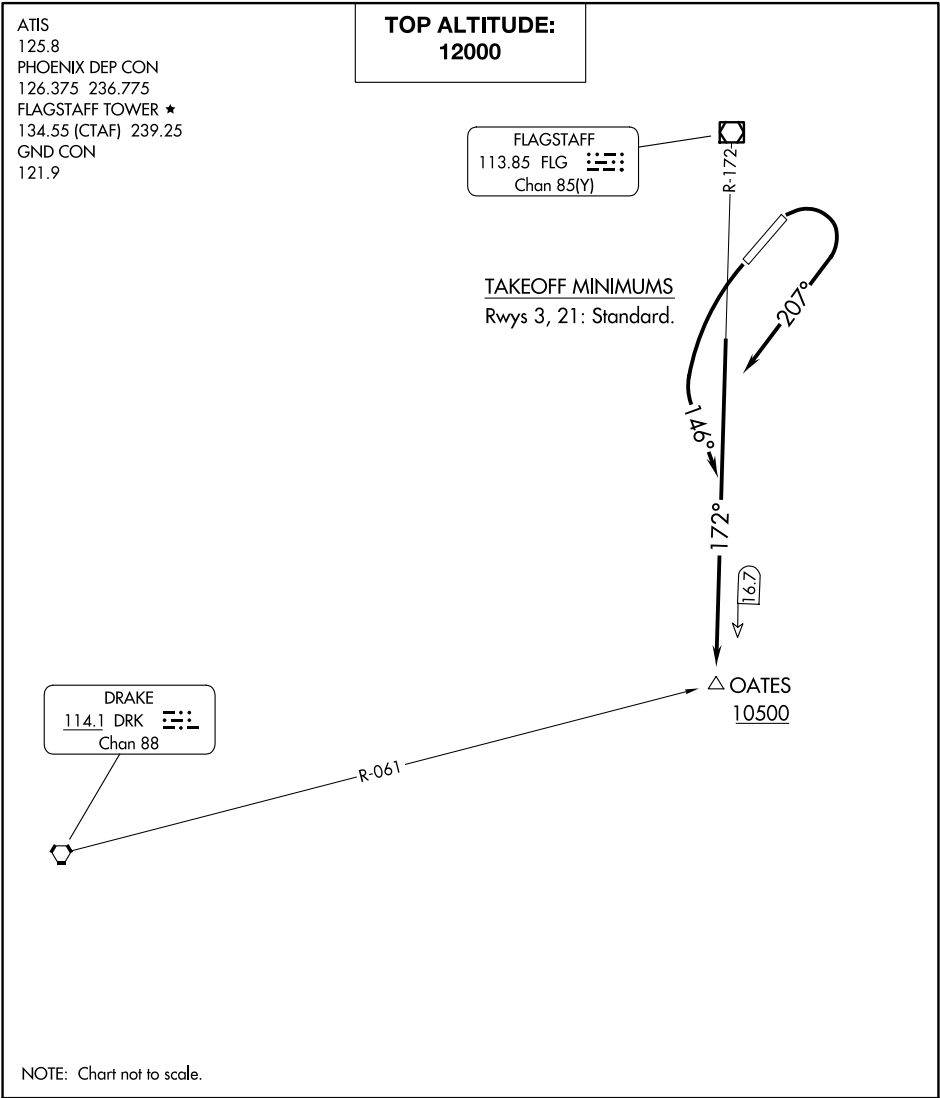 ATIS
125.8
PHOENIX DEP CON
126.375 236.775
FLAGSTAFF TOWER ★
134.55 (CTAF) 239.25
GND CON
121.9
TOP ALTITUDE:
12000
FLAGSTAFF
113.85 FLG
Chan 85(Y)
R-172
TAKEOFF MINIMUMS
Rwys 3, 21: Standard.
207°
146°
172°
16.7
OATES
10500
DRAKE
114.1 DRK
Chan 88
R-061
NOTE: Chart not to scale.